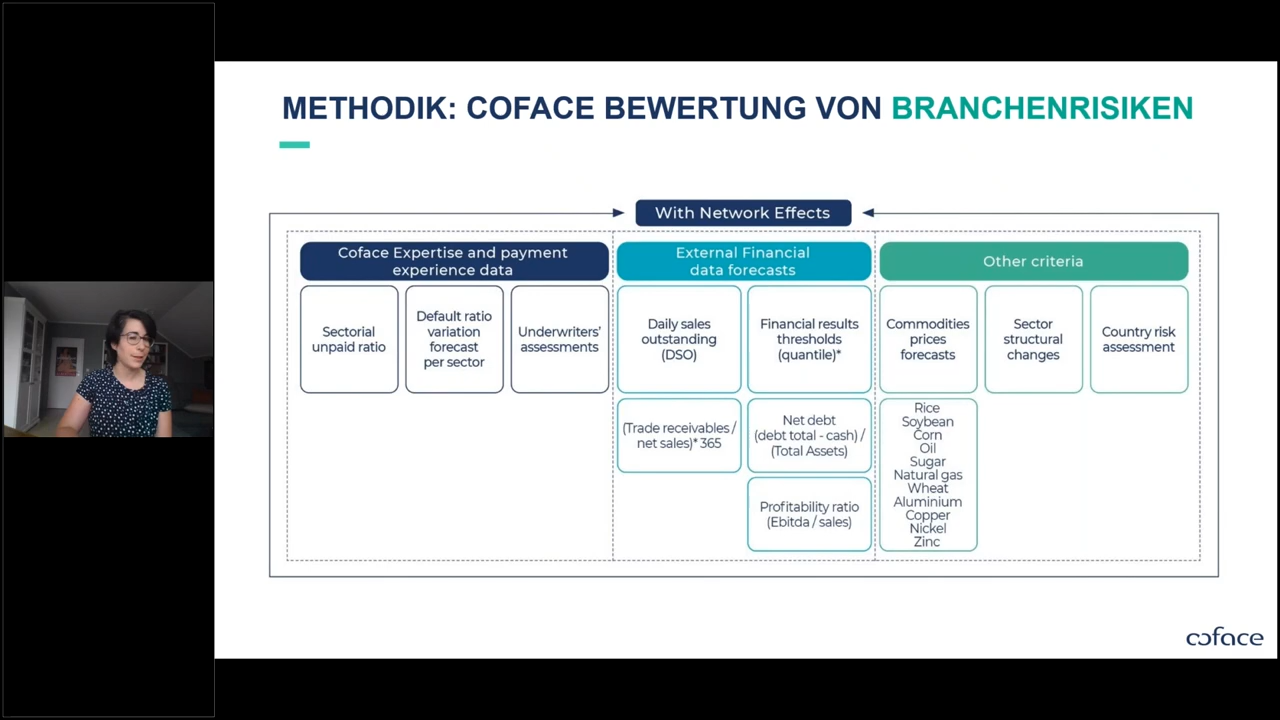 METHODIK: COFACE BEWERTUNG VON BRANCHENRISIKEN
With Network Effects
Coface Expertise and payment
experience data
External Financial
data forecasts
Other criteria
Sectorial
unpaid ratio
Default ratio
variation
forecast
per sector
Underwriters'
assessments
Daily sales
outstanding
(DSO)
Financial results
thresholds
(quantile)*
Commodities
prices
forecasts
Sector
structural
changes
Country risk
assessment
(Trade receivables /
net sales)* 365
Net debt
(debt total - cash) /
(Total Assets)
Profitability ratio
(Ebitda / sales)
Rice
Soybean
Corn
Oil
Sugar
Natural gas
Wheat
Aluminium
Copper
Nickel
Zinc
coface